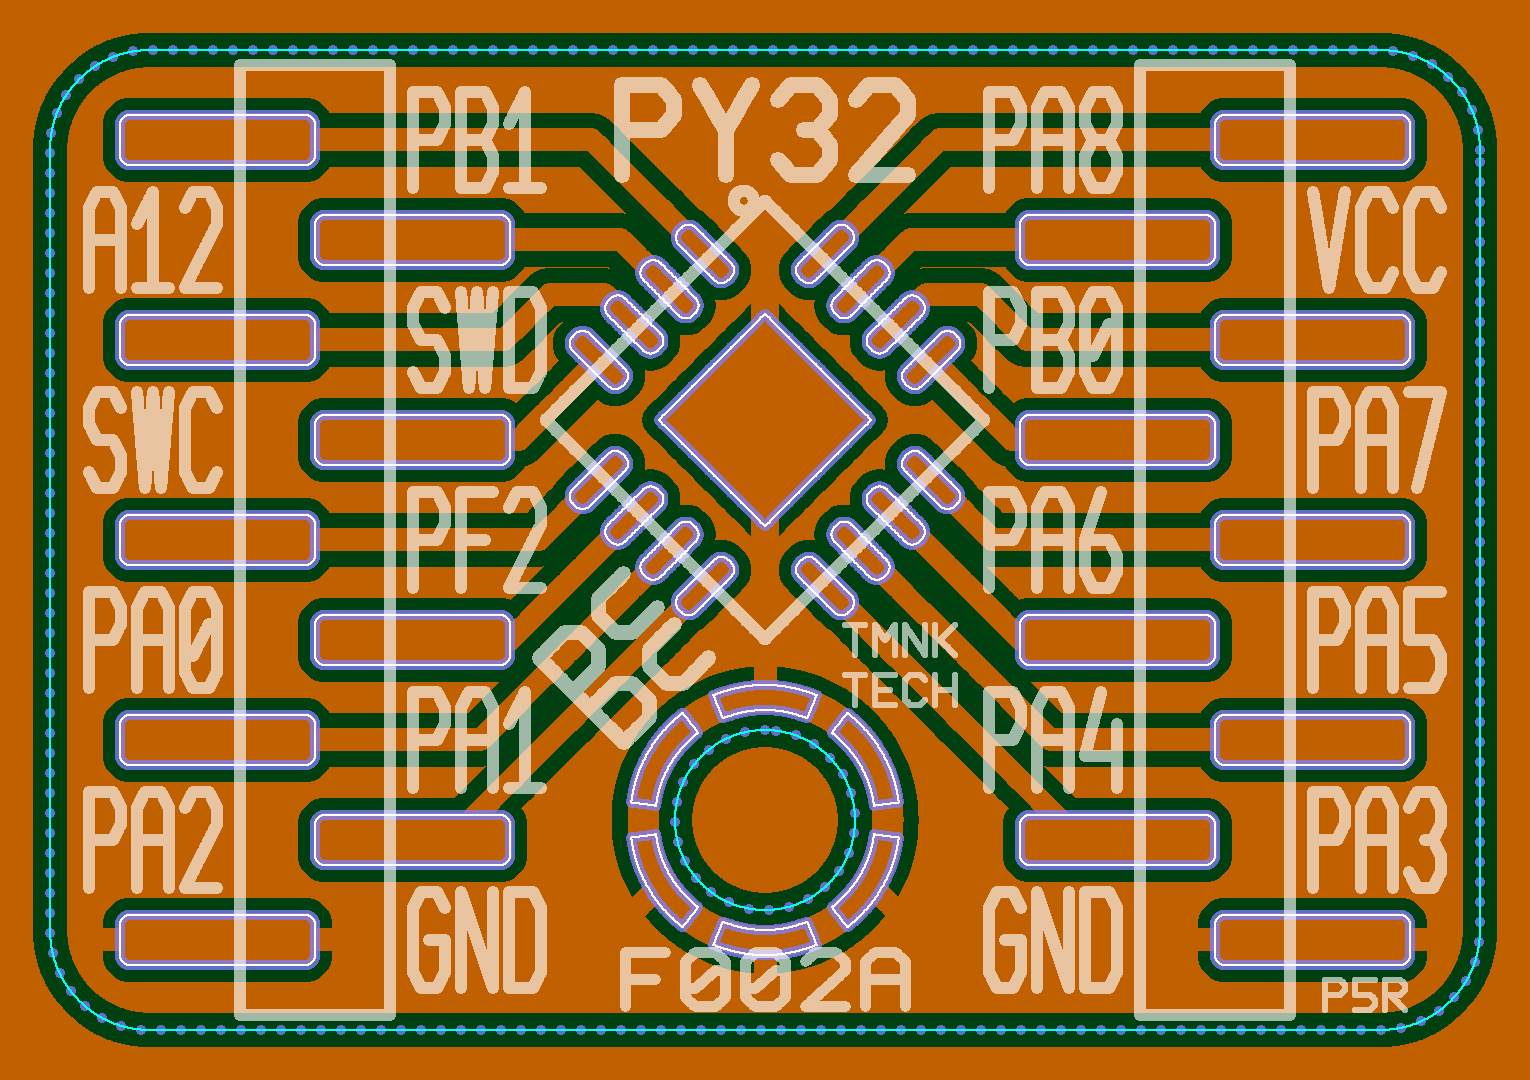 PB1 PY32 PA8
A12 VCC
SWD PB0
SWC PA7
PF2 PA6
PA0 TMNK PA5
TECH
PA1 PA4
PA2 PA3
GND F002A GND
P5R